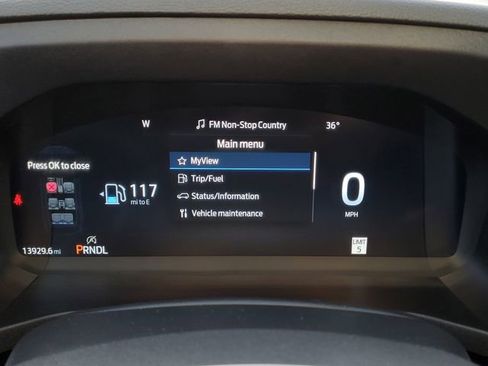 W
FM Non-Stop Country
36°
Main menu
Press OK to close
MyView
Trip/Fuel
Status/Information
Vehicle maintenance
117
mi to E
0
MPH
13929.6 mi
PRNDL
LIMIT
5